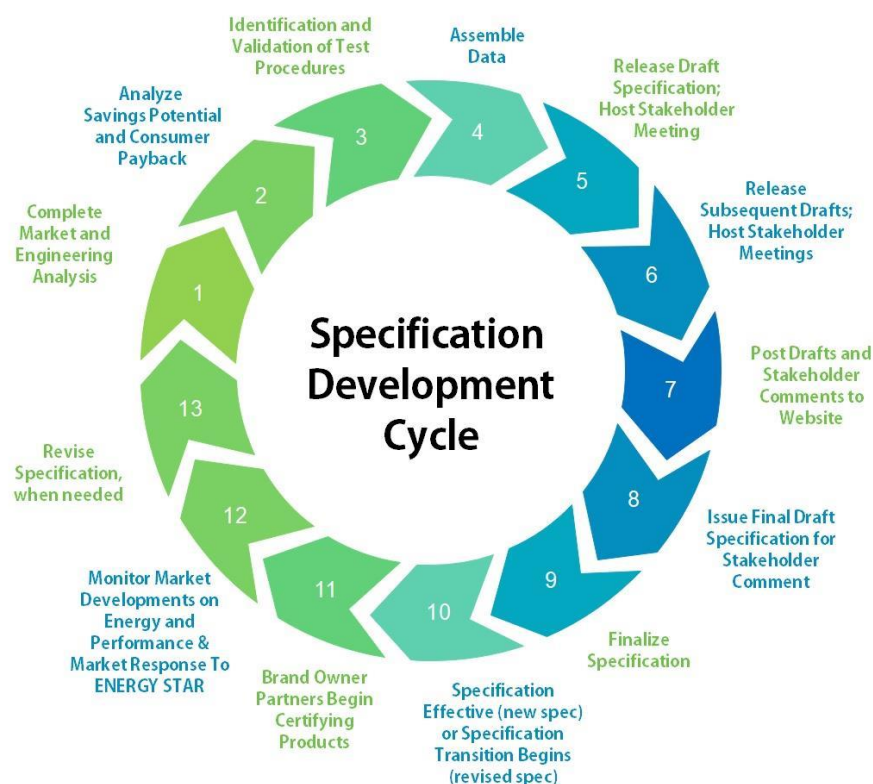 Specification
Development
Cycle
1
Complete
Market and
Engineering
Analysis
2
Analyze
Savings Potential
and Consumer
Payback
3
Identification and
Validation of Test
Procedures
4
Assemble
Data
5
Release Draft
Specification;
Host Stakeholder
Meeting
6
Release
Subsequent Drafts;
Host Stakeholder
Meetings
7
Post Drafts and
Stakeholder
Comments to
Website
8
Issue Final Draft
Specification for
Stakeholder
Comment
9
Finalize
Specification
10
Specification
Effective (new spec)
or Specification
Transition Begins
(revised spec)
11
Brand Owner
Partners Begin
Certifying
Products
12
Monitor Market
Developments on
Energy and
Performance &
Market Response To
ENERGY STAR
13
Revise
Specification,
when needed